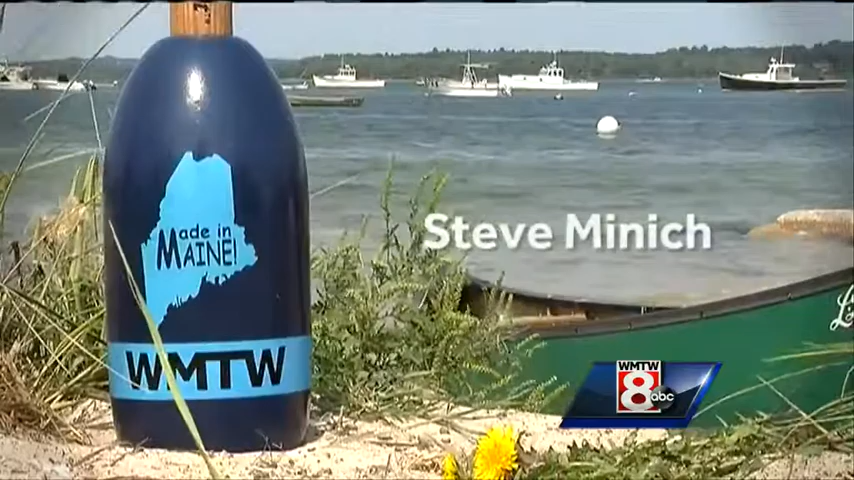 Made in
MAINE!
Steve Minich
WMTW
WMTW
8 abc